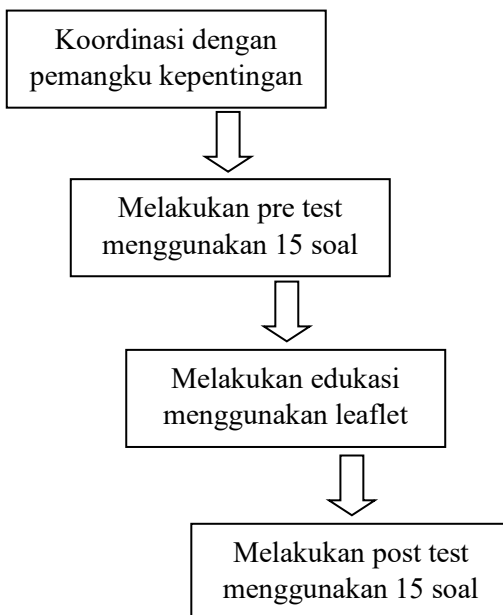 Koordinasi dengan
pemangku kepentingan
Melakukan pre test
menggunakan 15 soal
Melakukan edukasi
menggunakan leaflet
Melakukan post test
menggunakan 15 soal